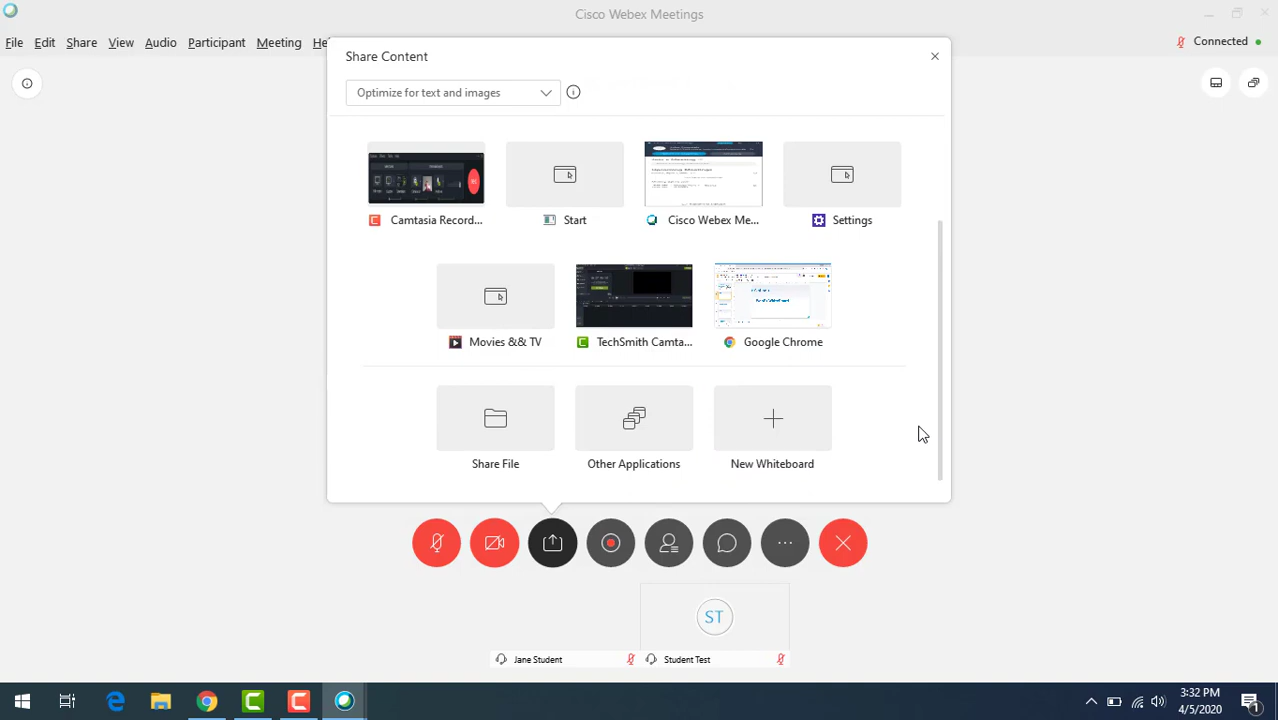 Cisco Webex Meetings
File Edit Share View Audio Participant Meeting He
Connected
Share Content
Optimize for text and images
Camtasia Record...
Start
Cisco Webex Me...
Settings
Movies && TV
TechSmith Camta...
Google Chrome
Share File
Other Applications
New Whiteboard
ST
Jane Student
Student Test
3:32 PM
4/5/2020
1